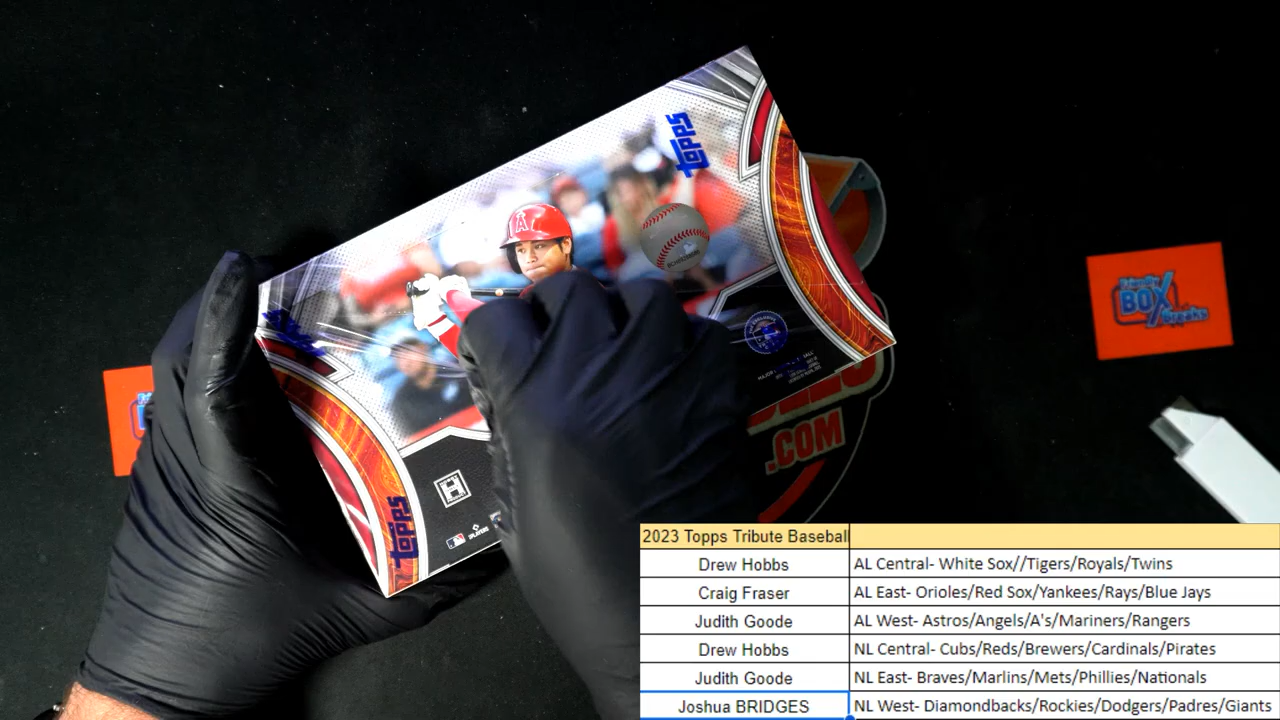 topps
A
topps
H
.COM
BOX
Breaks
2023 Topps Tribute Baseball
Drew Hobbs AL Central- White Sox//Tigers/Royals/Twins
Craig Fraser AL East- Orioles/Red Sox/Yankees/Rays/Blue Jays
Judith Goode AL West- Astros/Angels/A's/Mariners/Rangers
Drew Hobbs NL Central- Cubs/Reds/Brewers/Cardinals/Pirates
Judith Goode NL East- Braves/Marlins/Mets/Phillies/Nationals
Joshua BRIDGES NL West- Diamondbacks/Rockies/Dodgers/Padres/Giants